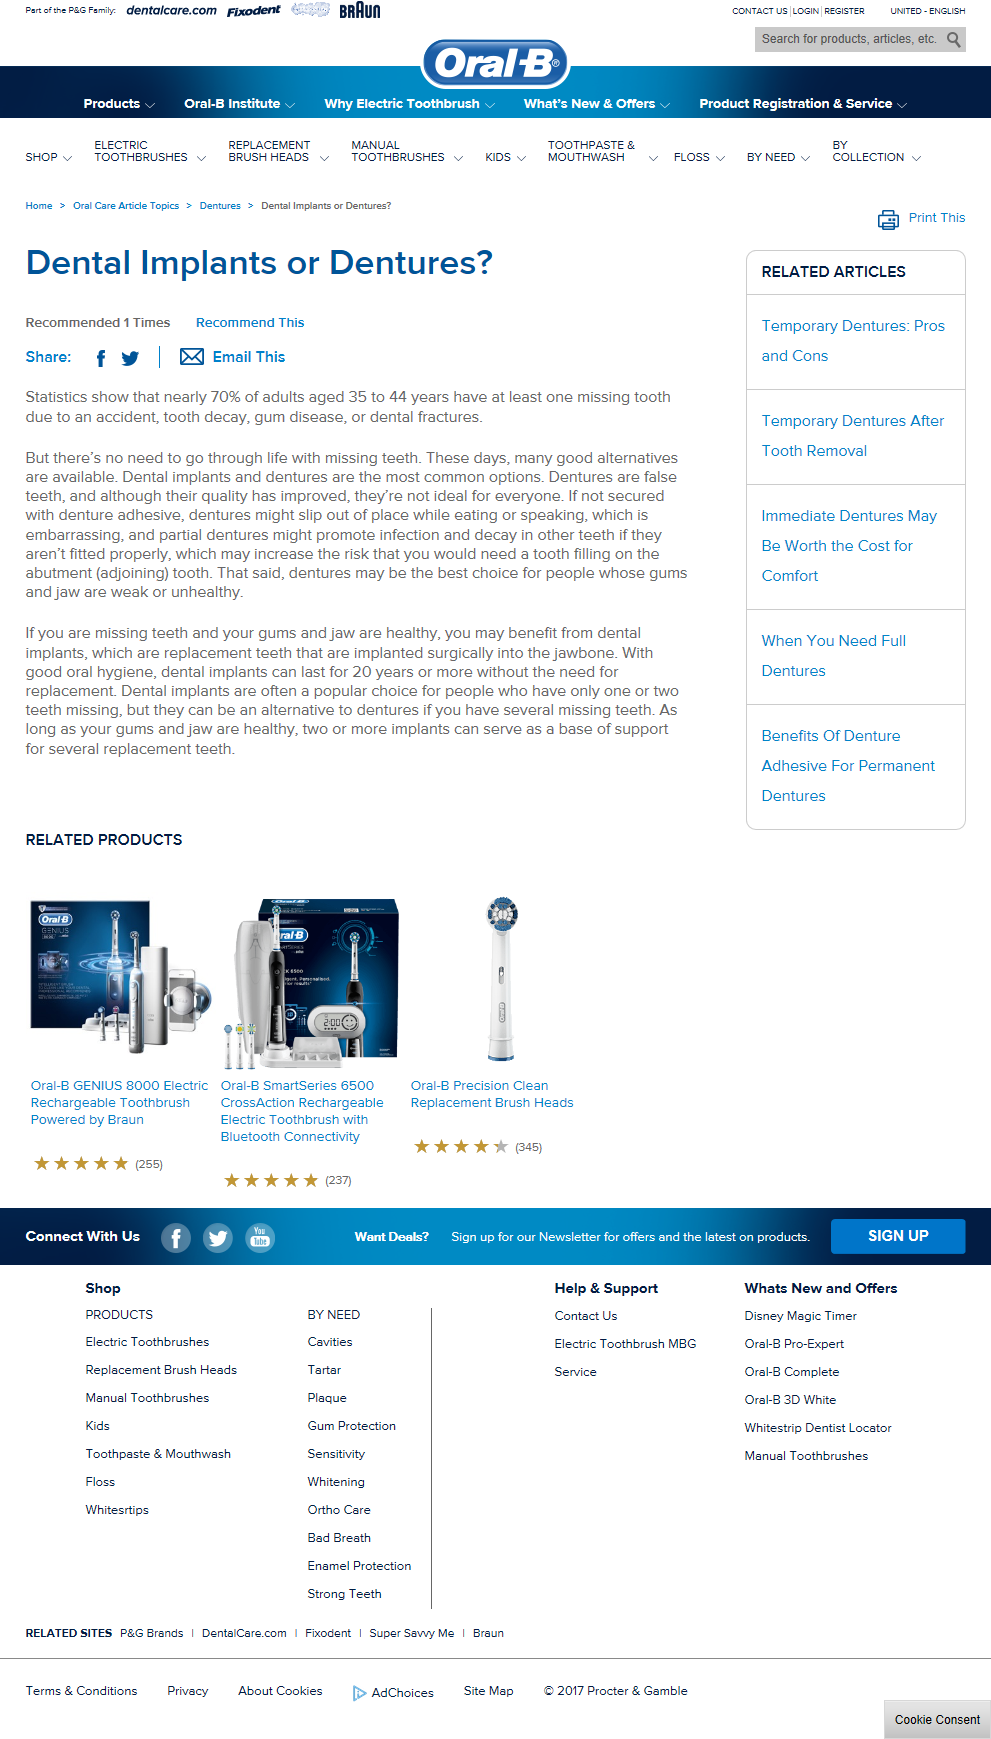 Part of the P&G Family: dentalcare.com Fixodent BRAUN
CONTACT US | LOGIN | REGISTER UNITED - ENGLISH
Search for products, articles, etc.
Oral-B®
Products Oral-B Institute Why Electric Toothbrush What's New & Offers Product Registration & Service
SHOP ELECTRIC TOOTHBRUSHES REPLACEMENT BRUSH HEADS MANUAL TOOTHBRUSHES KIDS TOOTHPASTE & MOUTHWASH FLOSS BY NEED BY COLLECTION
Home > Oral Care Article Topics > Dentures > Dental Implants or Dentures?
Print This
Dental Implants or Dentures?
Recommended 1 Times Recommend This
Share: Email This
Statistics show that nearly 70% of adults aged 35 to 44 years have at least one missing tooth
due to an accident, tooth decay, gum disease, or dental fractures.
But there's no need to go through life with missing teeth. These days, many good alternatives
are available. Dental implants and dentures are the most common options. Dentures are false
teeth, and although their quality has improved, they're not ideal for everyone. If not secured
with denture adhesive, dentures might slip out of place while eating or speaking, which is
embarrassing, and partial dentures might promote infection and decay in other teeth if they
aren't fitted properly, which may increase the risk that you would need a tooth filling on the
abutment (adjoining) tooth. That said, dentures may be the best choice for people whose gums
and jaw are weak or unhealthy.
If you are missing teeth and your gums and jaw are healthy, you may benefit from dental
implants, which are replacement teeth that are implanted surgically into the jawbone. With
good oral hygiene, dental implants can last for 20 years or more without the need for
replacement. Dental implants are often a popular choice for people who have only one or two
teeth missing, but they can be an alternative to dentures if you have several missing teeth. As
long as your gums and jaw are healthy, two or more implants can serve as a base of support
for several replacement teeth.
RELATED ARTICLES
Temporary Dentures: Pros
and Cons
Temporary Dentures After
Tooth Removal
Immediate Dentures May
Be Worth the Cost for
Comfort
When You Need Full
Dentures
Benefits Of Denture
Adhesive For Permanent
Dentures
RELATED PRODUCTS
Oral-B
GENIUS
2:00
Oral-B GENIUS 8000 Electric
Rechargeable Toothbrush
Powered by Braun
(255)
Oral-B SmartSeries 6500
CrossAction Rechargeable
Electric Toothbrush with
Bluetooth Connectivity
(237)
Oral-B Precision Clean
Replacement Brush Heads
(345)
Connect With Us You Tube Want Deals? Sign up for our Newsletter for offers and the latest on products. SIGN UP
Shop
PRODUCTS
Electric Toothbrushes
Replacement Brush Heads
Manual Toothbrushes
Kids
Toothpaste & Mouthwash
Floss
Whitesrtips
BY NEED
Cavities
Tartar
Plaque
Gum Protection
Sensitivity
Whitening
Ortho Care
Bad Breath
Enamel Protection
Strong Teeth
Help & Support
Contact Us
Electric Toothbrush MBG
Service
Whats New and Offers
Disney Magic Timer
Oral-B Pro-Expert
Oral-B Complete
Oral-B 3D White
Whitestrip Dentist Locator
Manual Toothbrushes
RELATED SITES P&G Brands | DentalCare.com | Fixodent | Super Savvy Me | Braun
Terms & Conditions Privacy About Cookies AdChoices Site Map © 2017 Procter & Gamble
Cookie Consent